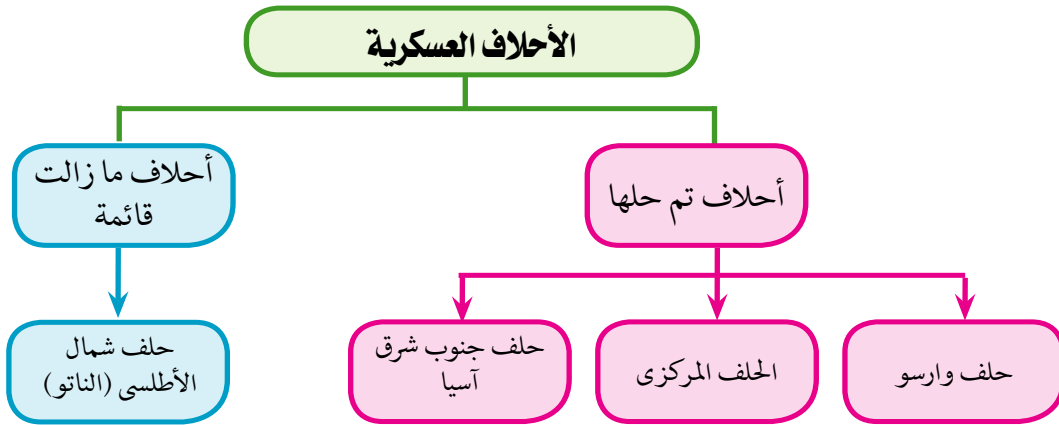 الأحلاف العسكرية
أحلاف تم حلها
أحلاف ما زالت
قائمة
حلف وارسو
الحلف المركزى
حلف جنوب شرق
آسيا
حلف شمال
الأطلسى (الناتو)